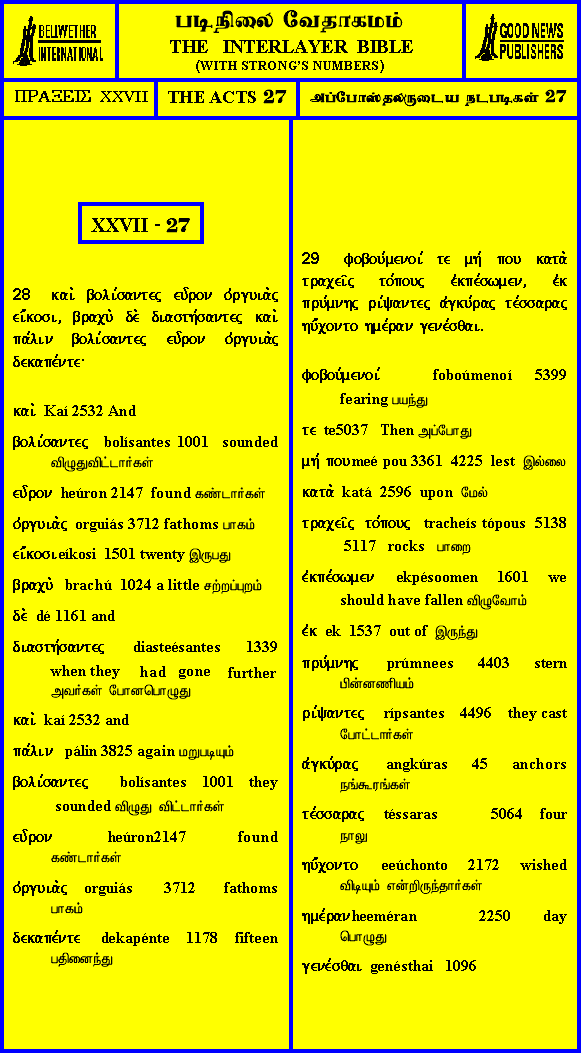 BELLWETHER
INTERNATIONAL
படிநிலை வேதாகமம்
THE INTERLAYER BIBLE
(WITH STRONG'S NUMBERS)
GOOD NEWS
PUBLISHERS
ΠΡΑΞΕΙΣ XXVII
THE ACTS 27
அப்போஸ்தலருடைய நடபடிகள் 27
XXVII - 27
28 καὶ βολίσαντες εὗρον ὀργυιὰς
εἴκοσι, βραχὺ δὲ διαστήσαντες καὶ
πάλιν βολίσαντες εὗρον ὀργυιὰς
δεκαπέντε·
καὶ Kaí 2532 And
βολίσαντες bolísantes 1001 sounded
விழுதுவிட்டார்கள்
εὗρον heúron 2147 found கண்டார்கள்
ὀργυιὰς orguiás 3712 fathoms பாகம்
εἴκοσι eíkosi 1501 twenty இருபது
βραχὺ brachú 1024 a little சற்றப்புறம்
δὲ dé 1161 and
διαστήσαντες diasteésantes 1339
when they had gone further
அவர்கள் போனபொழுது
καὶ kaí 2532 and
πάλιν pálin 3825 again மறுபடியும்
βολίσαντες bolísantes 1001 they
sounded விழுது விட்டார்கள்
εὗρον heúron2147 found
கண்டார்கள்
ὀργυιὰς orguiás 3712 fathoms
பாகம்
δεκαπέντε dekapénte 1178 fifteen
பதினைந்து
29 φοβούμενοί τε μή που κατὰ
τραχεῖς τόπους ἐκπέσωμεν, ἐκ
πρύμνης ῥίψαντες ἀγκύρας τέσσαρας
ηὔχοντο ἡμέραν γενέσθαι.
φοβούμενοί foboúmenoí 5399
fearing பயந்து
τε te5037 Then அப்போது
μή που meé pou 3361 4225 lest இல்லை
κατὰ katá 2596 upon மேல்
τραχεῖς τόπους tracheís tópous 5138
5117 rocks பாறை
ἐκπέσωμεν ekpésoomen 1601 we
should have fallen விழுவோம்
ἐκ ek 1537 out of இருந்து
πρύμνης prúmnees 4403 stern
பின்னணியம்
ῥίψαντες rípsantes 4496 they cast
போட்டார்கள்
ἀγκύρας angkúras 45 anchors
நங்கூரங்கள்
τέσσαρας téssaras 5064 four
நாலு
ηὔχοντο eeúchonto 2172 wished
விடியும் என்றிருந்தார்கள்
ἡμέραν heeméran 2250 day
பொழுது
γενέσθαι genésthai 1096